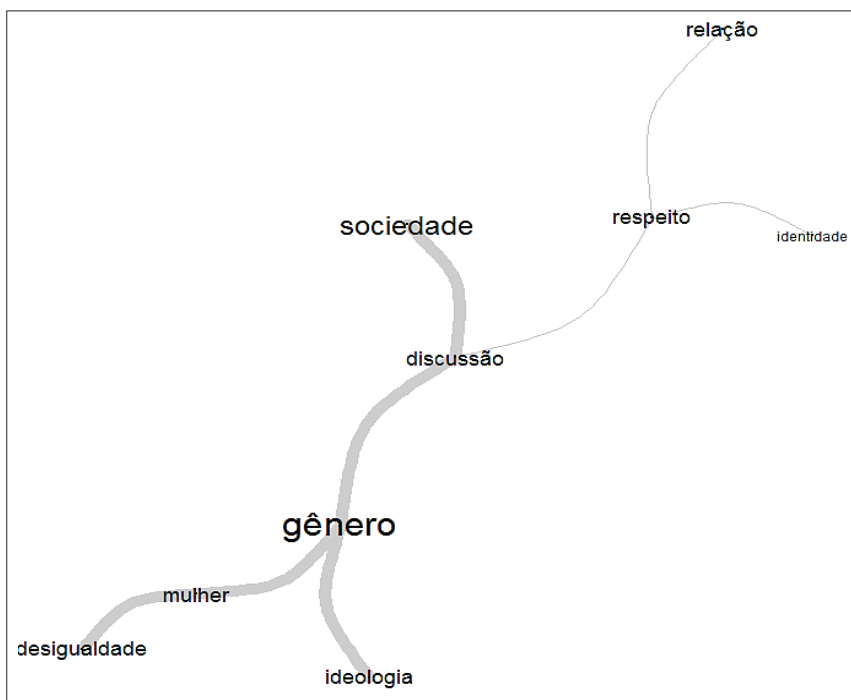 relação
respeito
sociedade
identidade
discussão
gênero
mulher
desigualdade
ideologia